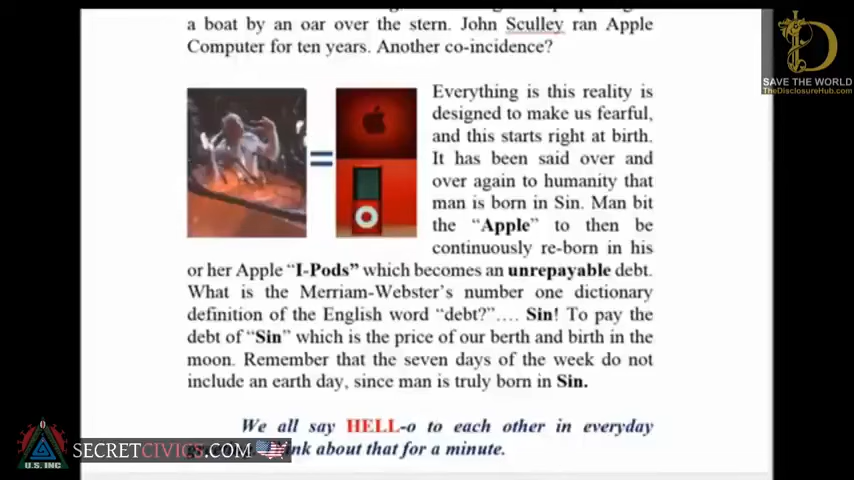 a boat by an oar over the stern. John Sculley ran Apple
Computer for ten years. Another co-incidence?
SAVE THE WORLD
TheDisclosureHub.com
Everything is this reality is
designed to make us fearful,
and this starts right at birth.
It has been said over and
over again to humanity that
man is born in Sin. Man bit
the “Apple” to then be
continuously re-born in his
=
or her Apple “I-Pods” which becomes an unrepayable debt.
What is the Merriam-Webster's number one dictionary
definition of the English word “debt?”…. Sin! To pay the
debt of “Sin” which is the price of our berth and birth in the
moon. Remember that the seven days of the week do not
include an earth day, since man is truly born in Sin.
We all say HELL-o to each other in everyday
about that for a minute.
U.S. INC
SECRETCIVICS.COM